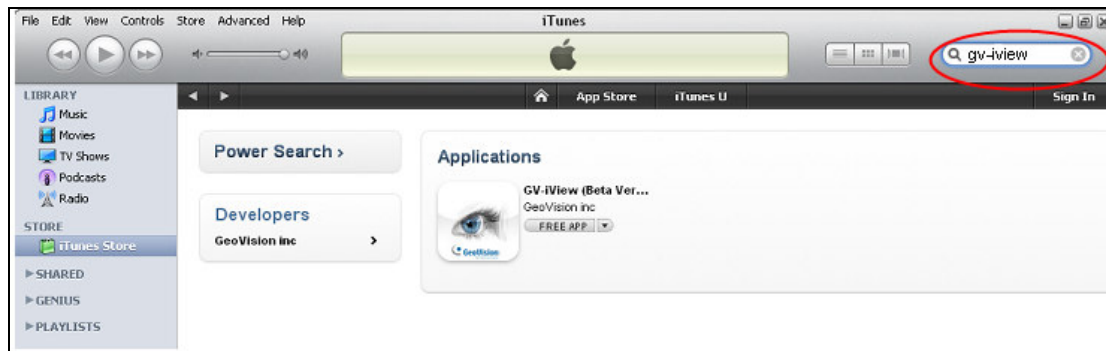 File Edit View Controls Store Advanced Help
iTunes
gv-iview
LIBRARY
Music
Movies
TV Shows
Podcasts
Radio
STORE
iTunes Store
SHARED
GENIUS
PLAYLISTS
App Store
iTunes U
Sign In
Power Search >
Developers
GeoVision inc >
Applications
GV-iView (Beta Ver...
GeoVision inc
FREE APP
GeoVision